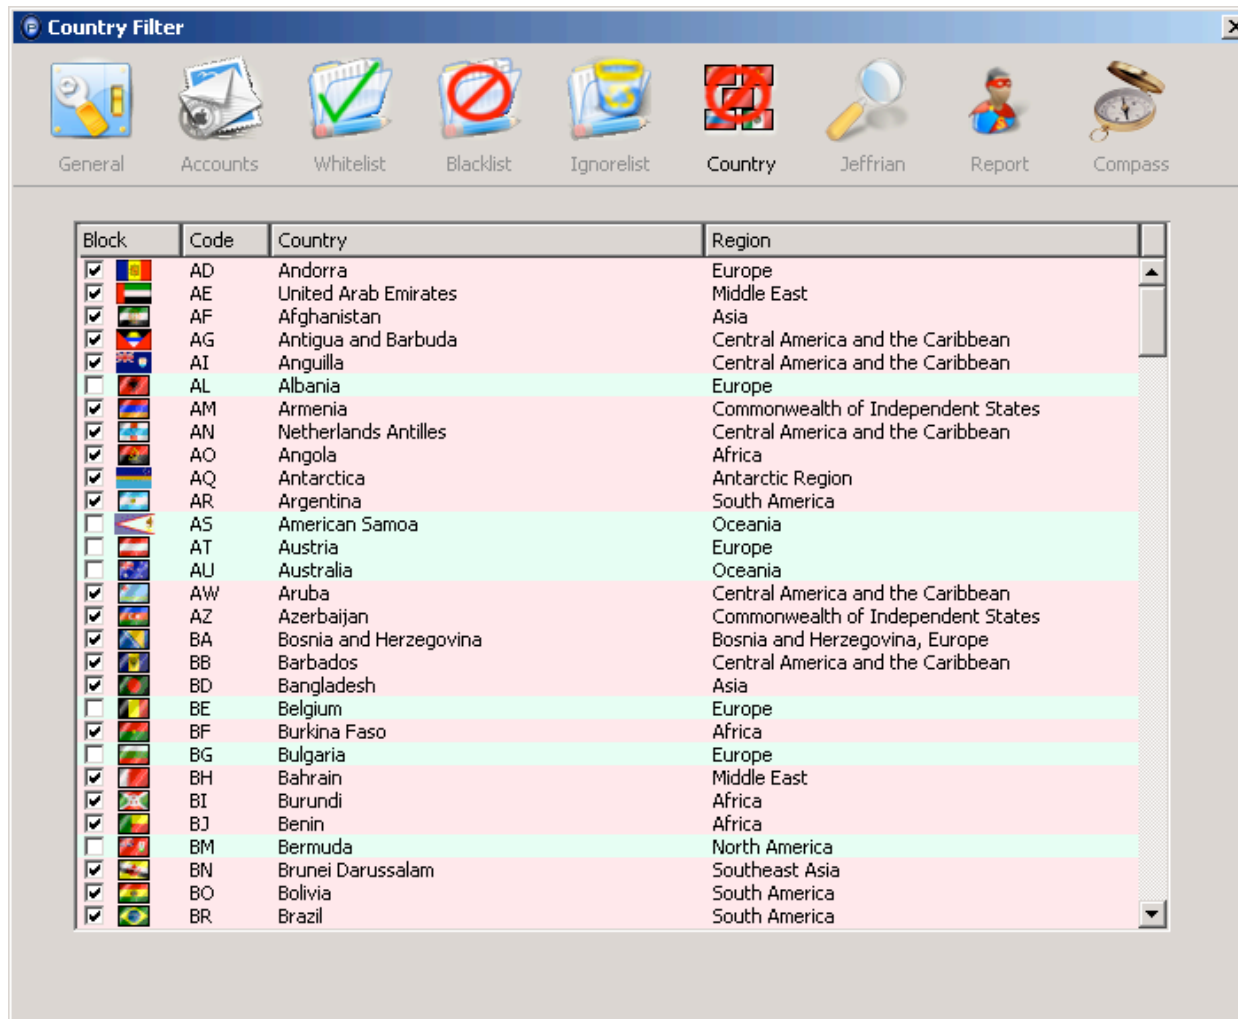 Country Filter
General Accounts Whitelist Blacklist Ignorelist Country Jeffrian Report Compass
Block Code Country Region
AD Andorra Europe
AE United Arab Emirates Middle East
AF Afghanistan Asia
AG Antigua and Barbuda Central America and the Caribbean
AI Anguilla Central America and the Caribbean
AL Albania Europe
AM Armenia Commonwealth of Independent States
AN Netherlands Antilles Central America and the Caribbean
AO Angola Africa
AQ Antarctica Antarctic Region
AR Argentina South America
AS American Samoa Oceania
AT Austria Europe
AU Australia Oceania
AW Aruba Central America and the Caribbean
AZ Azerbaijan Commonwealth of Independent States
BA Bosnia and Herzegovina Bosnia and Herzegovina, Europe
BB Barbados Central America and the Caribbean
BD Bangladesh Asia
BE Belgium Europe
BF Burkina Faso Africa
BG Bulgaria Europe
BH Bahrain Middle East
BI Burundi Africa
BJ Benin Africa
BM Bermuda North America
BN Brunei Darussalam Southeast Asia
BO Bolivia South America
BR Brazil South America